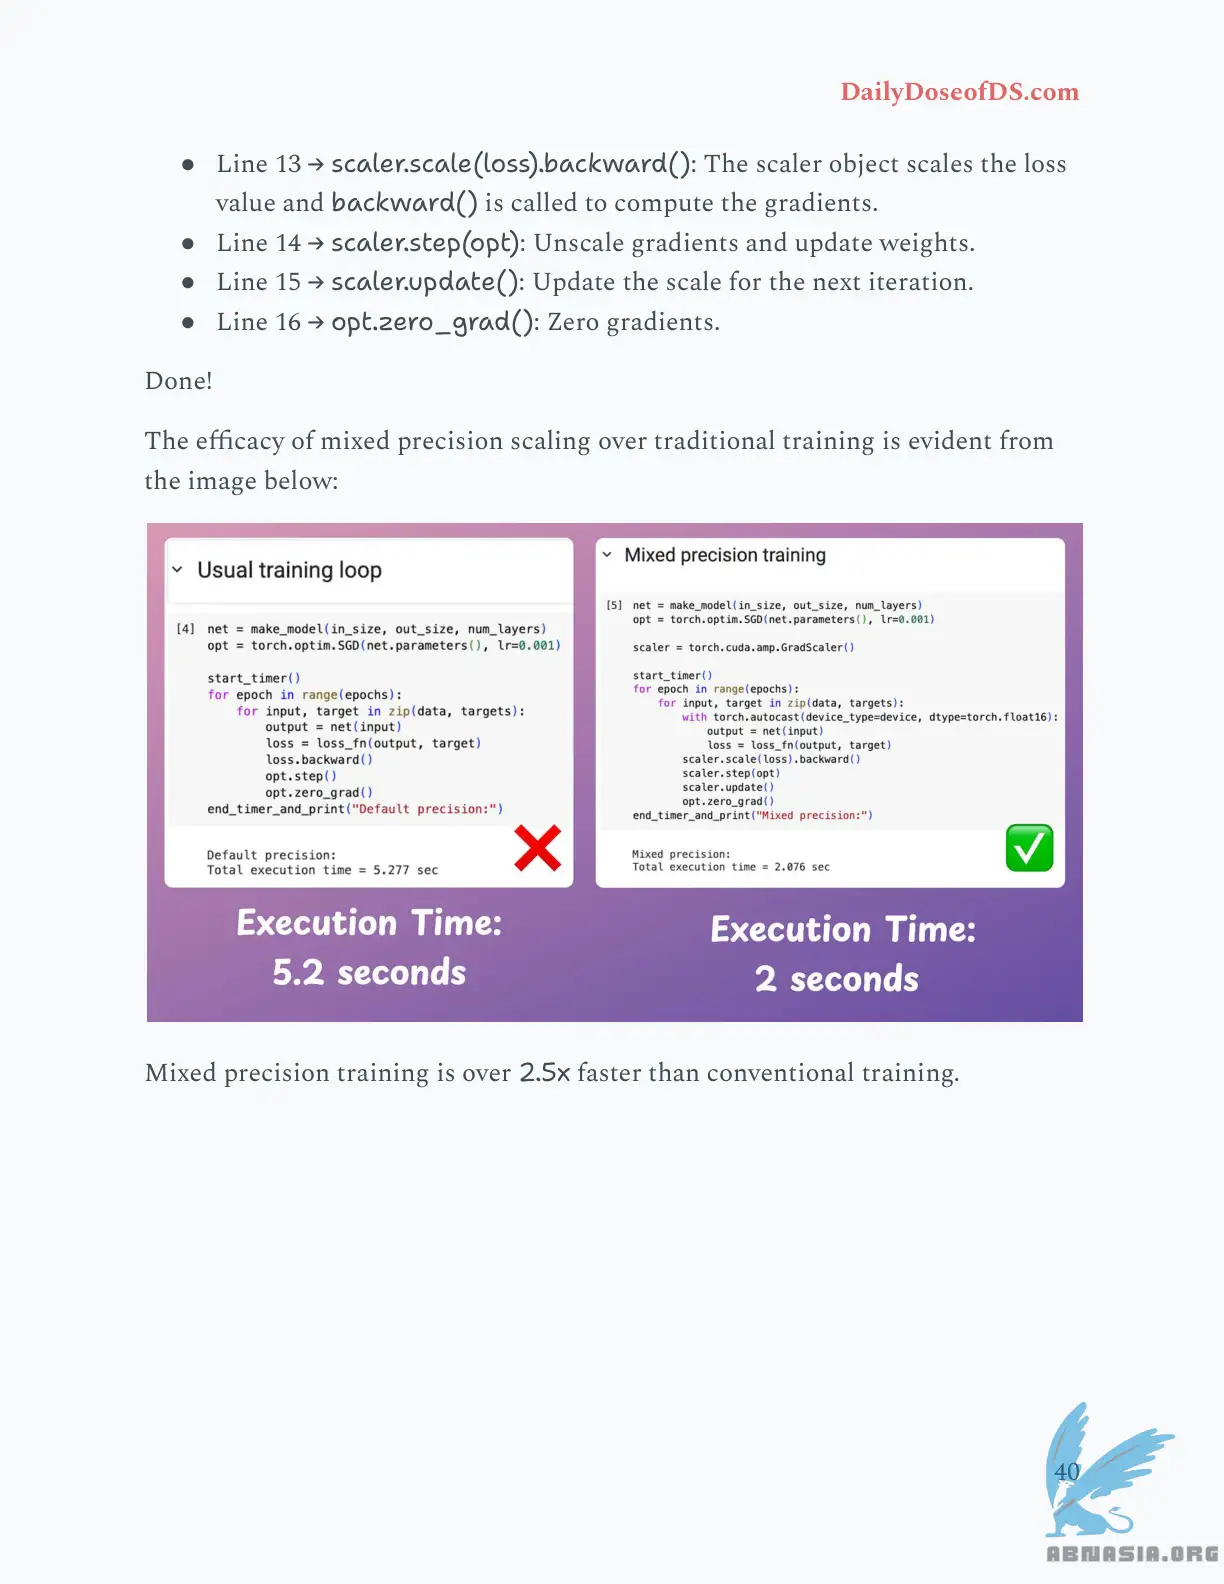 DailyDoseofDS.com
● Line 13 → scaler.scale(loss).backward(): The scaler object scales the loss
value and backward() is called to compute the gradients.
● Line 14 → scaler.step(opt): Unscale gradients and update weights.
● Line 15 → scaler.update(): Update the scale for the next iteration.
● Line 16 → opt.zero_grad(): Zero gradients.
Done!
The efficacy of mixed precision scaling over traditional training is evident from
the image below:
Usual training loop
[4] net = make_model(in_size, out_size, num_layers)
opt = torch.optim.SGD(net.parameters(), lr=0.001)
start_timer()
for epoch in range(epochs):
for input, target in zip(data, targets):
output = net(input)
loss = loss_fn(output, target)
loss.backward()
opt.step()
opt.zero_grad()
end_timer_and_print("Default precision:")
Default precision:
Total execution time = 5.277 sec
Execution Time:
5.2 seconds
Mixed precision training
[5] net = make_model(in_size, out_size, num_layers)
opt = torch.optim.SGD(net.parameters(), lr=0.001)
scaler = torch.cuda.amp.GradScaler()
start_timer()
for epoch in range(epochs):
for input, target in zip(data, targets):
with torch.autocast(device_type=device, dtype=torch.float16):
output = net(input)
loss = loss_fn(output, target)
scaler.scale(loss).backward()
scaler.step(opt)
scaler.update()
opt.zero_grad()
end_timer_and_print("Mixed precision:")
Mixed precision:
Total execution time = 2.076 sec
Execution Time:
2 seconds
Mixed precision training is over 2.5x faster than conventional training.
40
ABNASIA.ORG